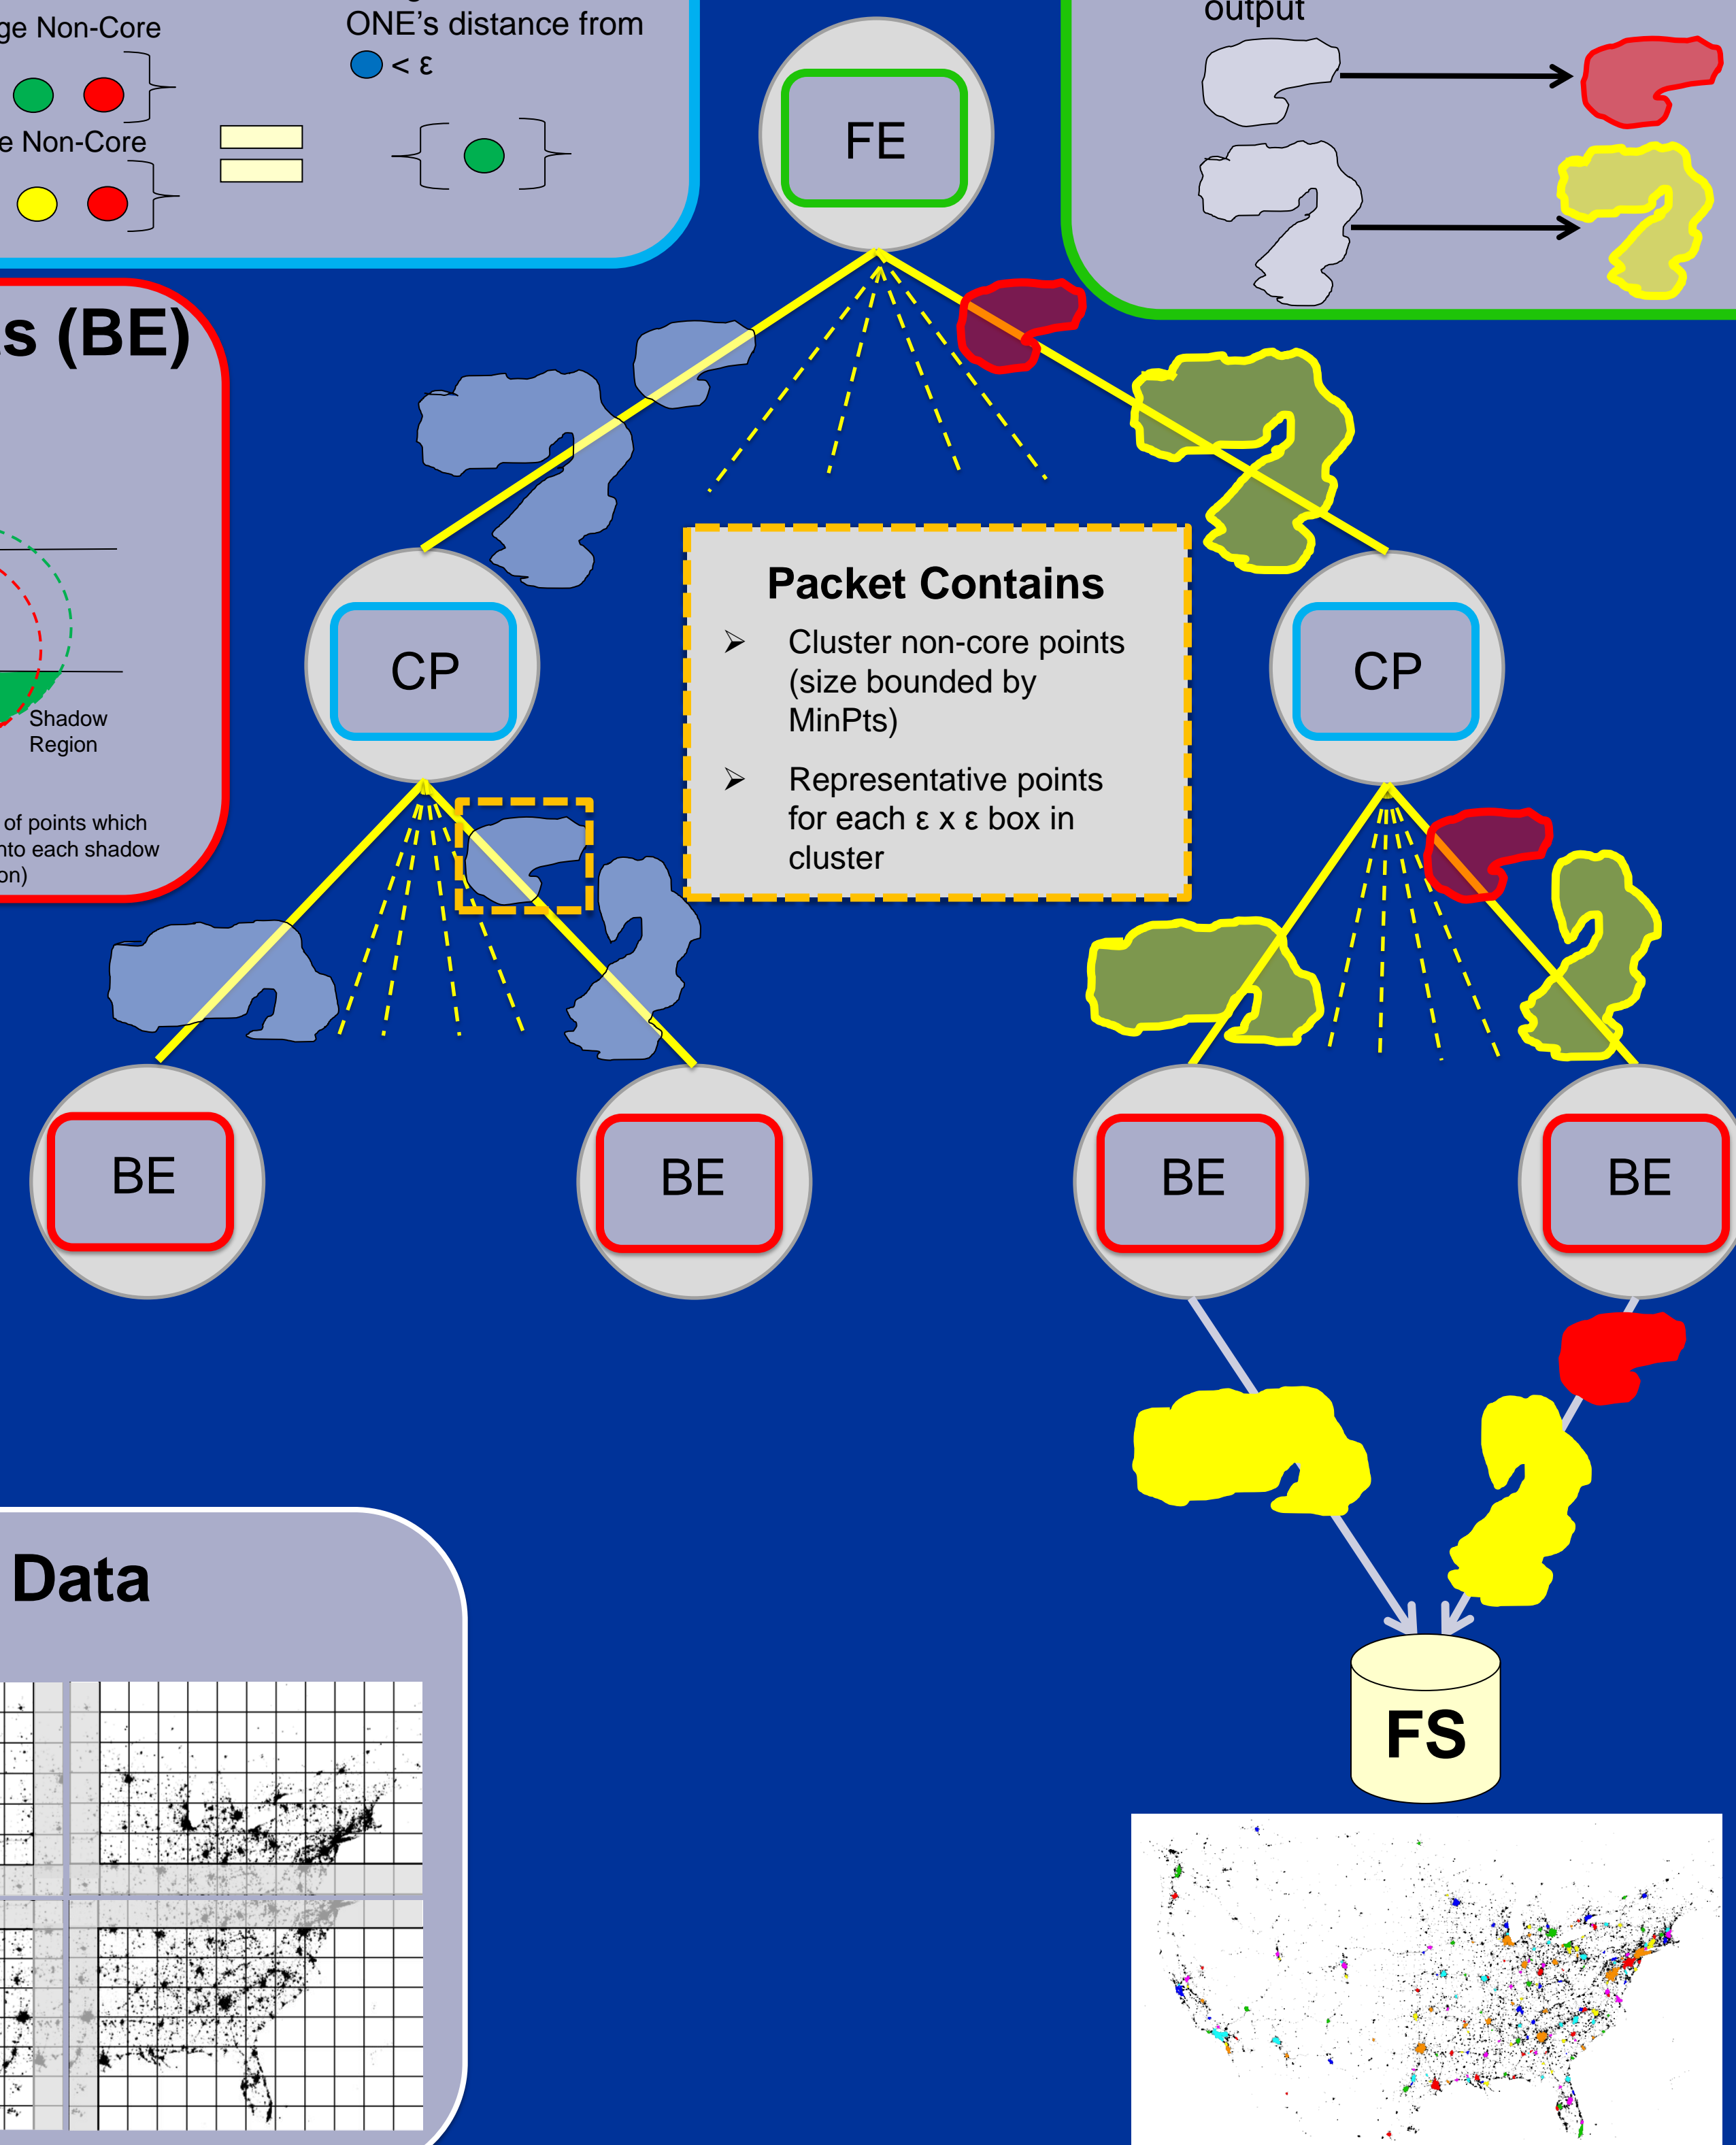 ge Non-Core
e Non-Core
ONE’s distance from
< ε
output
FE
s (BE)
Shadow
Region
of points which
nto each shadow
on)
CP
Packet Contains
➢ Cluster non-core points
(size bounded by
MinPts)
➢ Representative points
for each ε x ε box in
cluster
CP
BE
BE
BE
BE
Data
FS